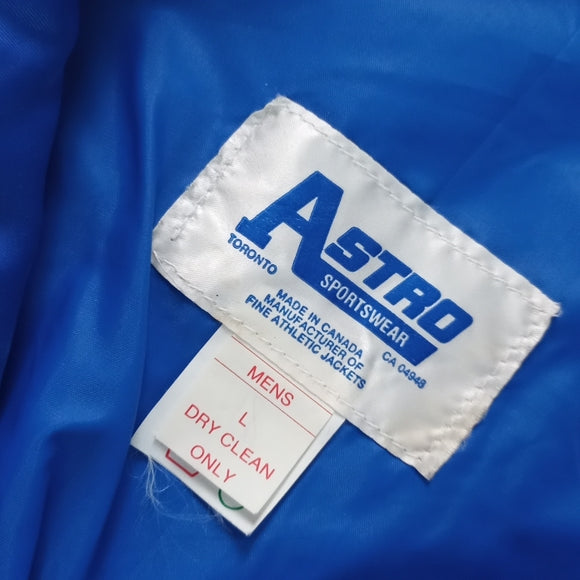 ASTRO
TORONTO
SPORTSWEAR
MADE IN CANADA
MANUFACTURER OF
FINE ATHLETIC JACKETS
CA 04948
MENS
L
DRY CLEAN
ONLY